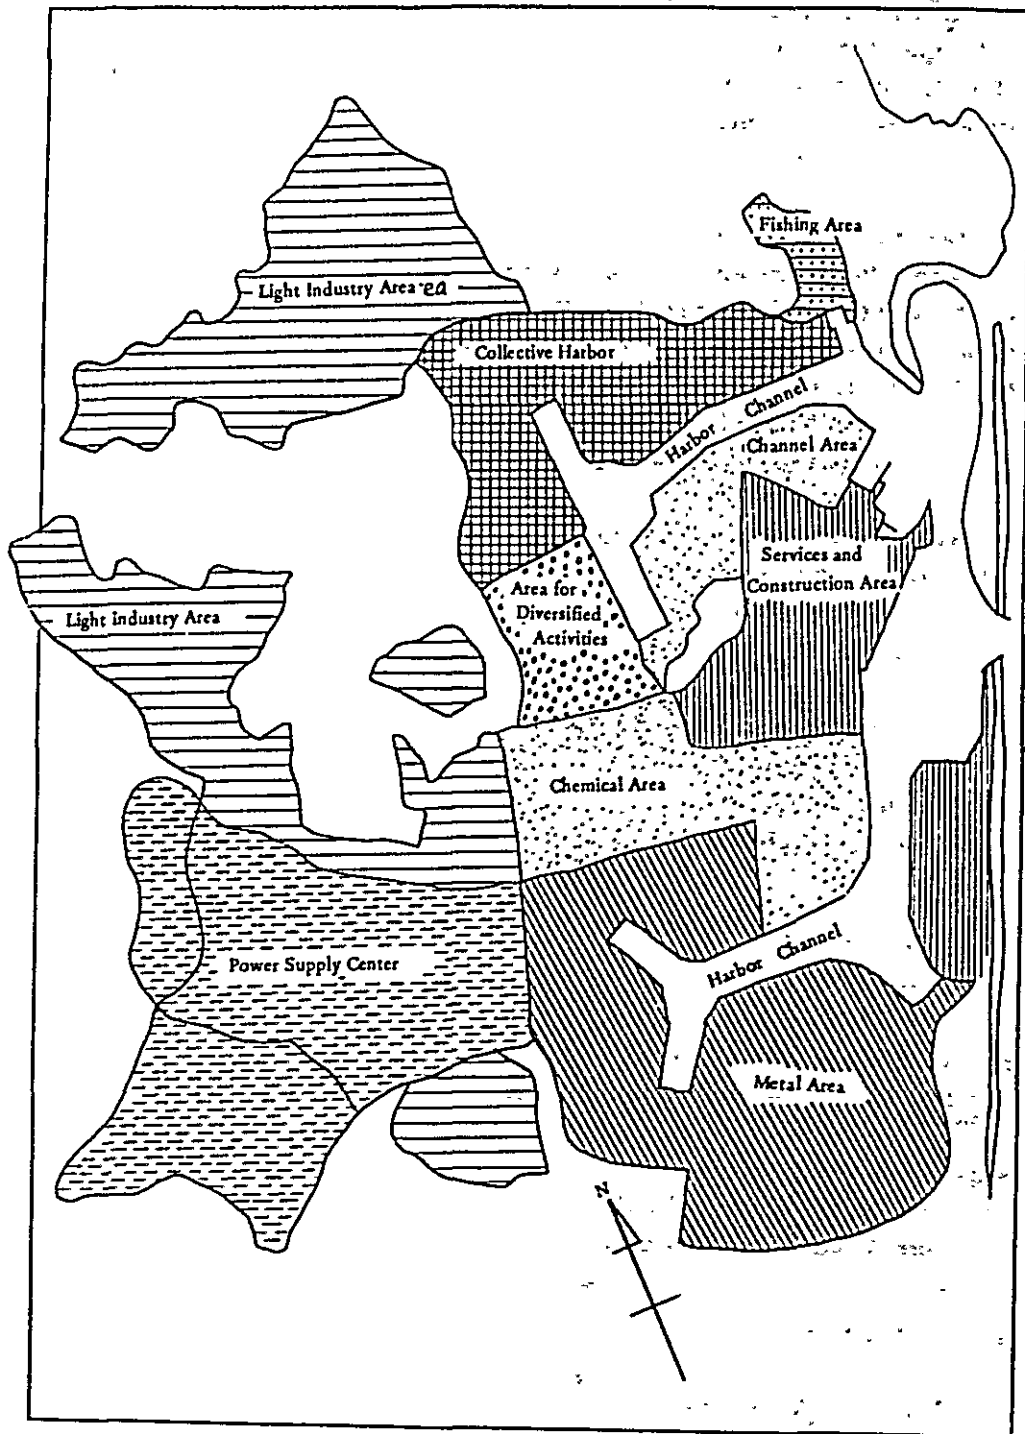 Fishing Area
Light Industry Area ea
Collective Harbor
Harbor Channel
Channel Area
Services and
Construction Area
Area for
Diversified
Activities
Light industry Area
Chemical Area
Power Supply Center
Harbor Channel
Metal Area
N